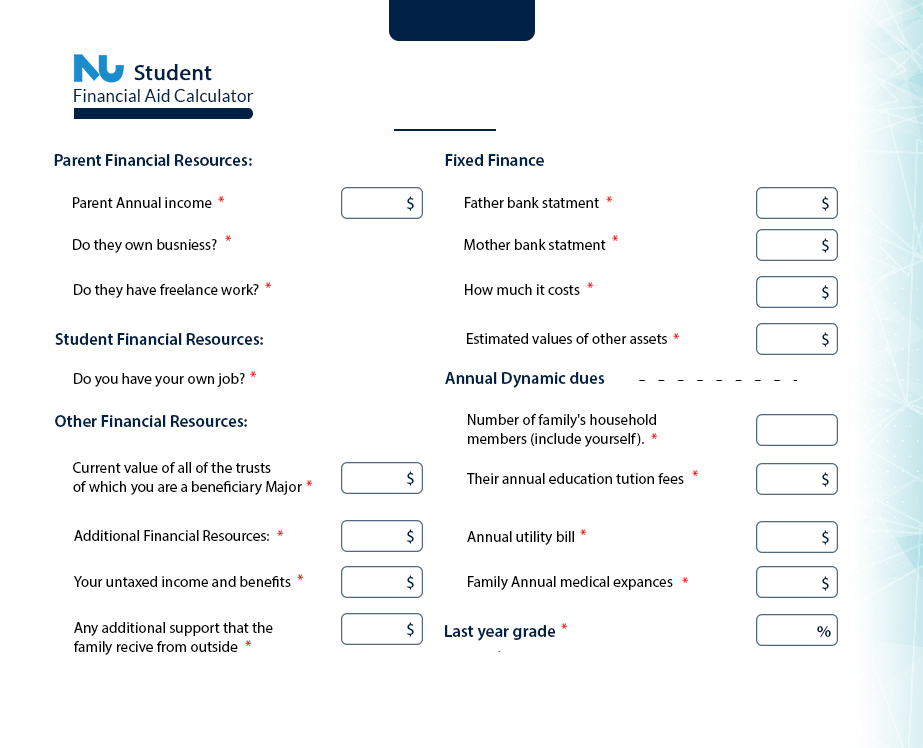 NU Student
Financial Aid Calculator
Parent Financial Resources:
Parent Annual income * $
Do they own busniess? *
Do they have freelance work? *
Student Financial Resources:
Do you have your own job? *
Other Financial Resources:
Current value of all of the trusts
of which you are a beneficiary Major * $
Additional Financial Resources: * $
Your untaxed income and benefits * $
Any additional support that the
family recive from outside * $
Fixed Finance
Father bank statment * $
Mother bank statment * $
How much it costs * $
Estimated values of other assets * $
Annual Dynamic dues
Number of family's household
members (include yourself). *
Their annual education tution fees * $
Annual utility bill * $
Family Annual medical expances * $
Last year grade * %